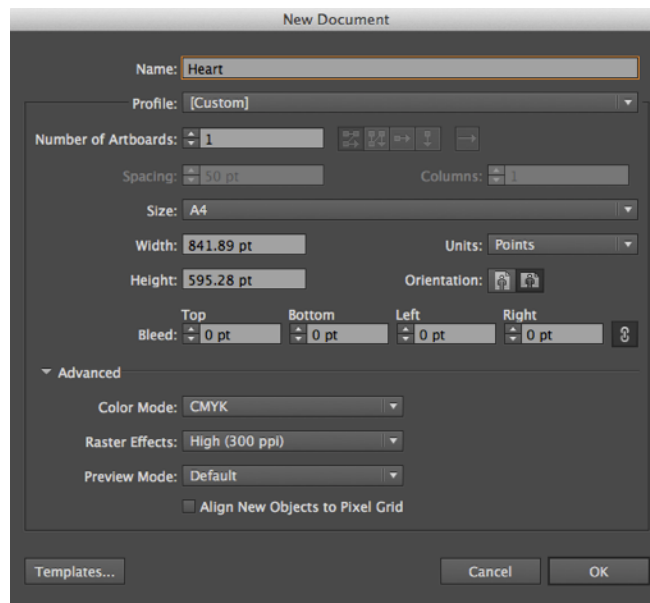 New Document
Name: Heart
Profile: [Custom]
Number of Artboards: 1
Spacing: 50 pt Columns: 1
Size: A4
Width: 841.89 pt Units: Points
Height: 595.28 pt Orientation:
Top Bottom Left Right
Bleed: 0 pt 0 pt 0 pt 0 pt
Advanced
Color Mode: CMYK
Raster Effects: High (300 ppi)
Preview Mode: Default
Align New Objects to Pixel Grid
Templates... Cancel OK